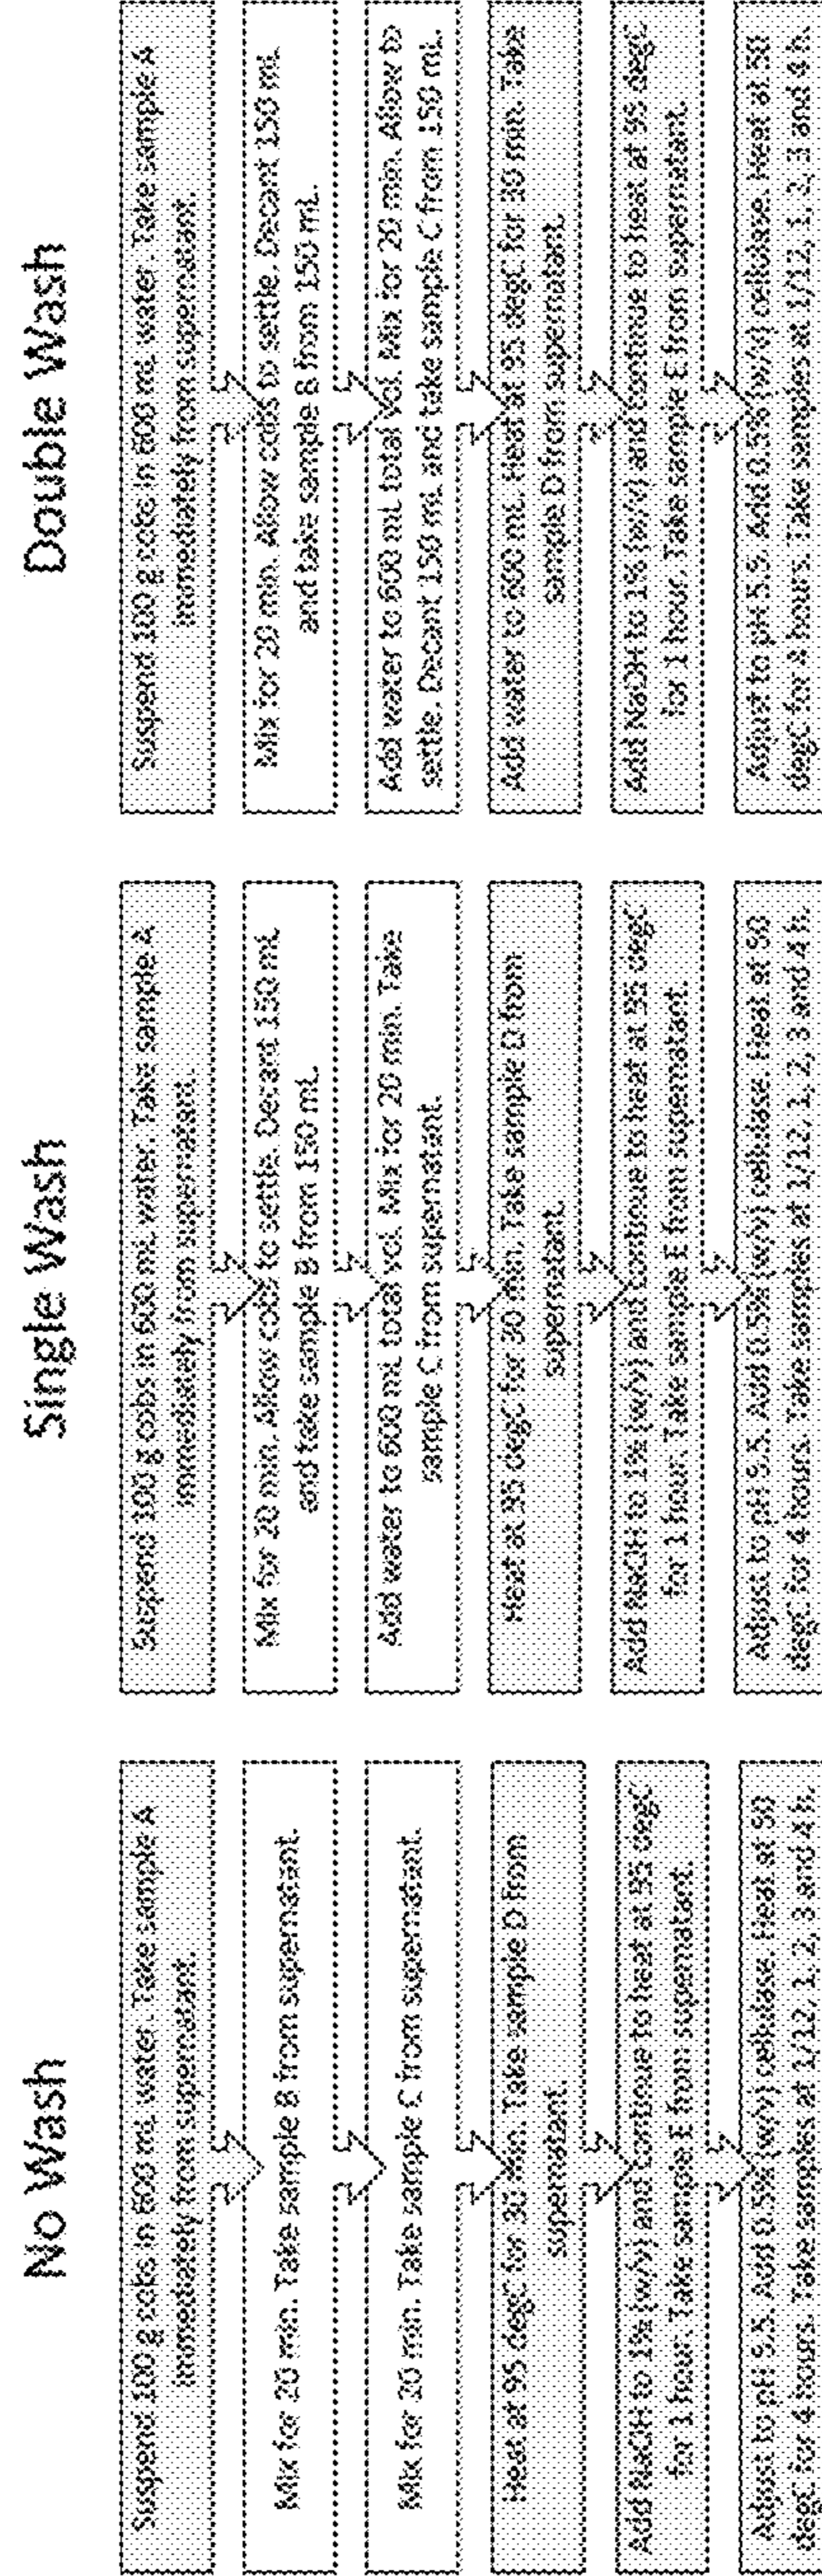 No Wash
Suspend 100 g cobs in 600 mL water. Take sample A
immediately from supernatant.
Mix for 20 min. Take sample B from supernatant.
Mix for 20 min. Take sample C from supernatant.
Heat at 95 degC for 30 min. Take sample D from
supernatant.
Add NaOH to 1% (w/v) and continue to heat at 95 degC
for 1 hour. Take sample E from supernatant.
Adjust to pH 5.5. Add 0.5% (w/v) cellulase. Heat at 50
degC for 4 hours. Take samples at 1/12, 1, 2, 3 and 4 h.
Single Wash
Suspend 100 g cobs in 600 mL water. Take sample A
immediately from supernatant.
Mix for 20 min. Allow cobs to settle. Decant 150 mL
and take sample B from 150 mL.
Add water to 600 mL total vol. Mix for 20 min. Take
sample C from supernatant.
Heat at 95 degC for 30 min. Take sample D from
supernatant.
Add NaOH to 1% (w/v) and continue to heat at 95 degC
for 1 hour. Take sample E from supernatant.
Adjust to pH 5.5. Add 0.5% (w/v) cellulase. Heat at 50
degC for 4 hours. Take samples at 1/12, 1, 2, 3 and 4 h.
Double Wash
Suspend 100 g cobs in 600 mL water. Take sample A
immediately from supernatant.
Mix for 20 min. Allow cobs to settle. Decant 150 mL
and take sample B from 150 mL.
Add water to 600 mL total vol. Mix for 20 min. Allow to
settle. Decant 150 mL and take sample C from 150 mL.
Add water to 600 mL. Heat at 95 degC for 30 min. Take
sample D from supernatant.
Add NaOH to 1% (w/v) and continue to heat at 95 degC
for 1 hour. Take sample E from supernatant.
Adjust to pH 5.5. Add 0.5% (w/v) cellulase. Heat at 50
degC for 4 hours. Take samples at 1/12, 1, 2, 3 and 4 h.